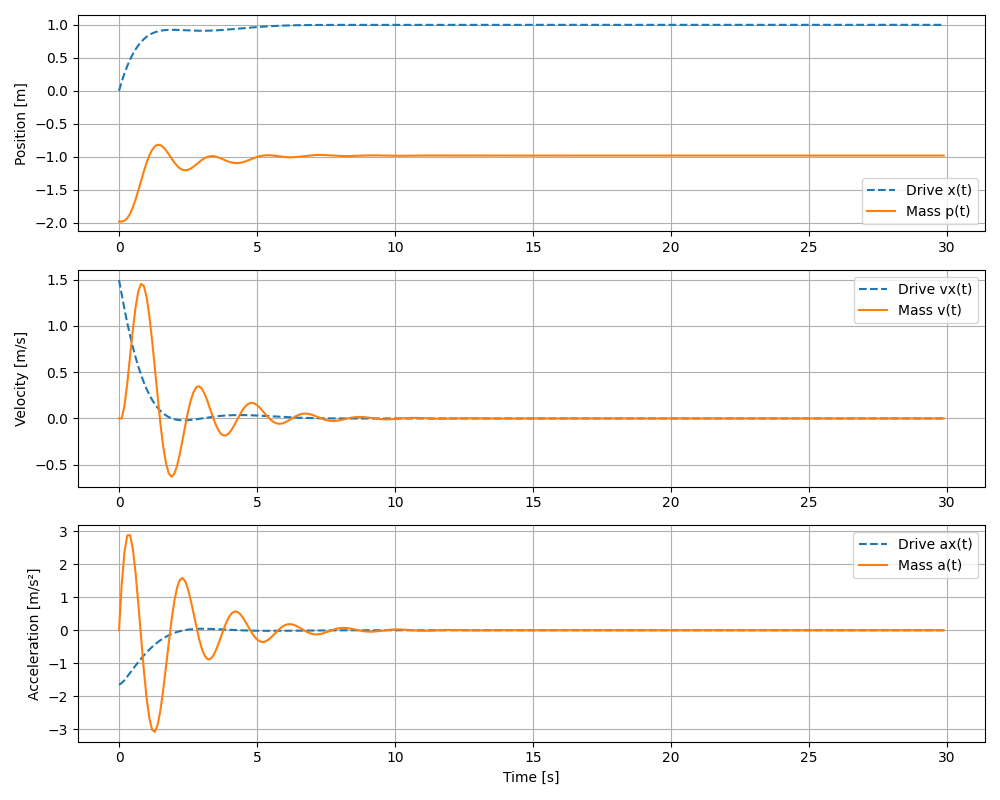 Position [m]
1.0
0.5
0.0
−0.5
−1.0
−1.5
−2.0
Drive x(t)
Mass p(t)
0 5 10 15 20 25 30
Velocity [m/s]
1.5
1.0
0.5
0.0
−0.5
Drive vx(t)
Mass v(t)
0 5 10 15 20 25 30
Acceleration [m/s²]
3
2
1
0
−1
−2
−3
Drive ax(t)
Mass a(t)
0 5 10 15 20 25 30
Time [s]